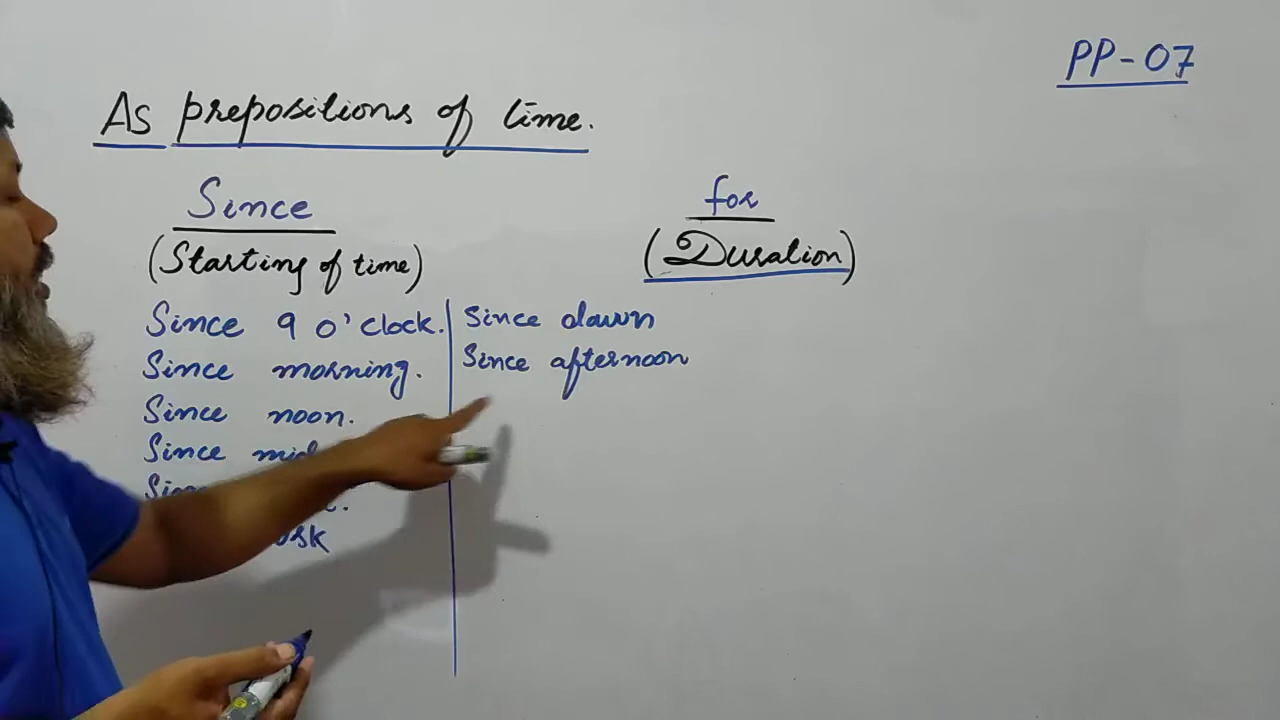 PP-07
As prepositions of time.
Since
(Starting of time)
for
(Duration)
Since 9 o'clock.
Since morning.
Since noon.
Since
Since dawn
Since afternoon